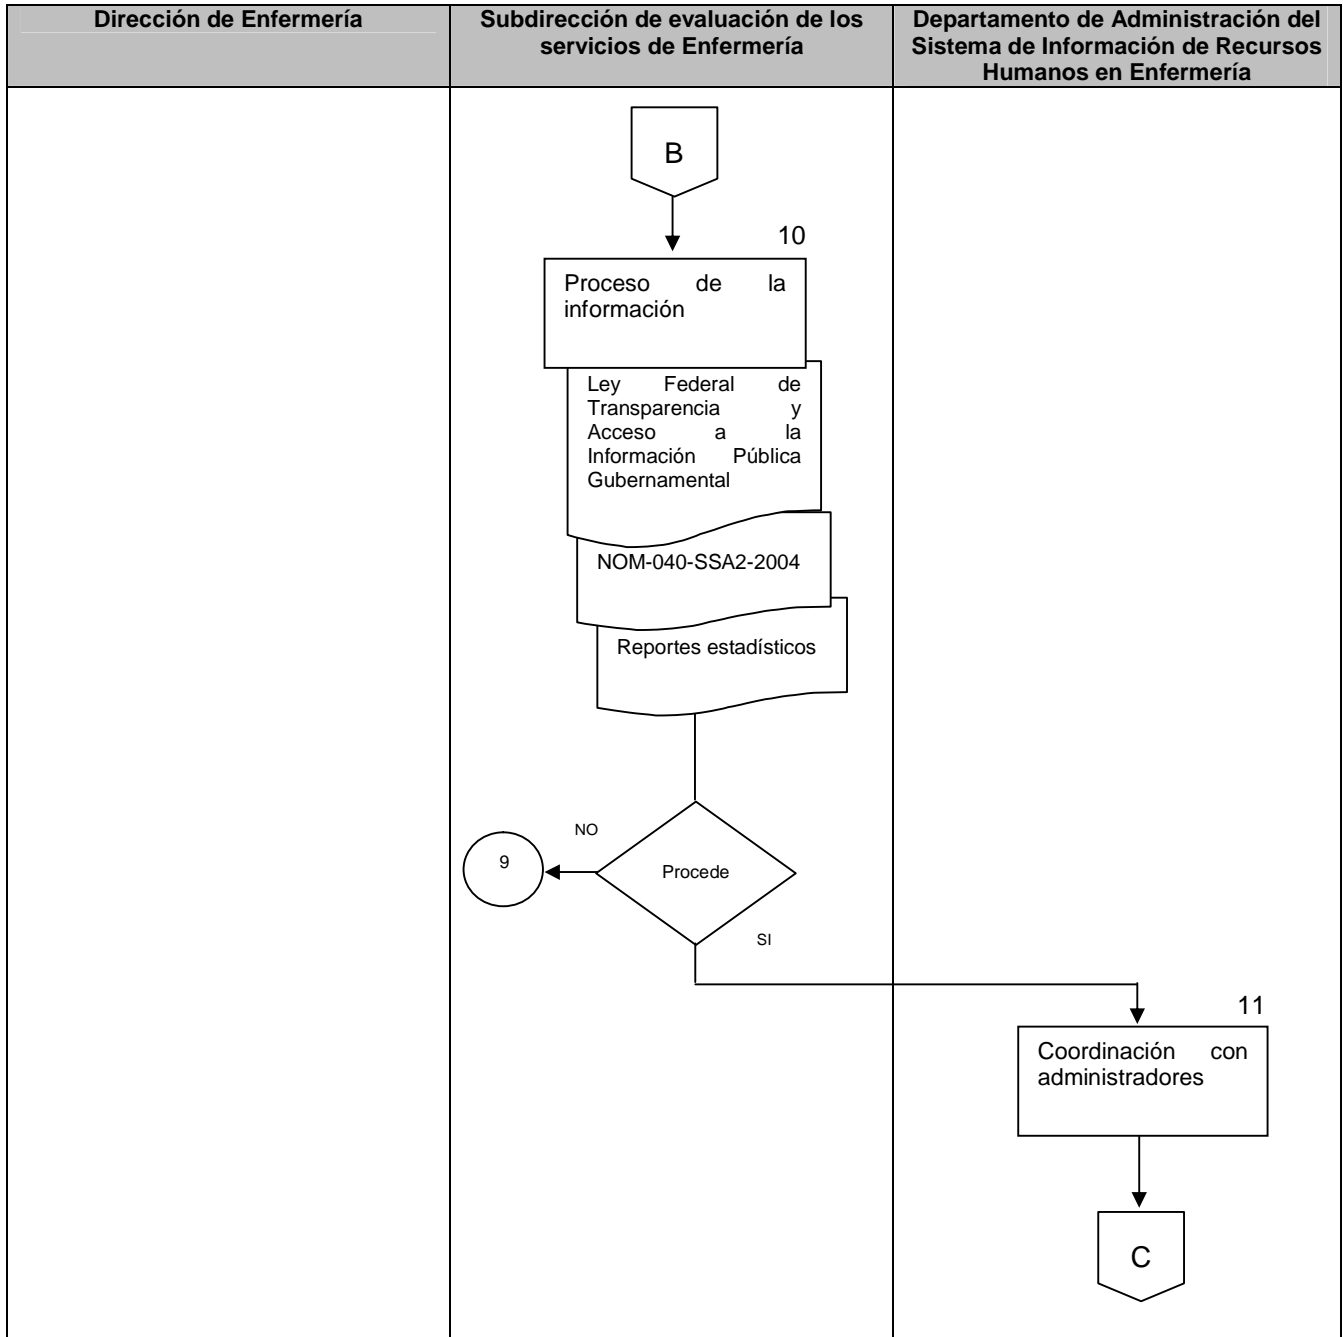 Dirección de Enfermería
Subdirección de evaluación de los
servicios de Enfermería
Departamento de Administración del
Sistema de Información de Recursos
Humanos en Enfermería
B
10
Proceso de la
información
Ley Federal de
Transparencia y
Acceso a la
Información Pública
Gubernamental
NOM-040-SSA2-2004
Reportes estadísticos
NO
9
Procede
SI
11
Coordinación con
administradores
C